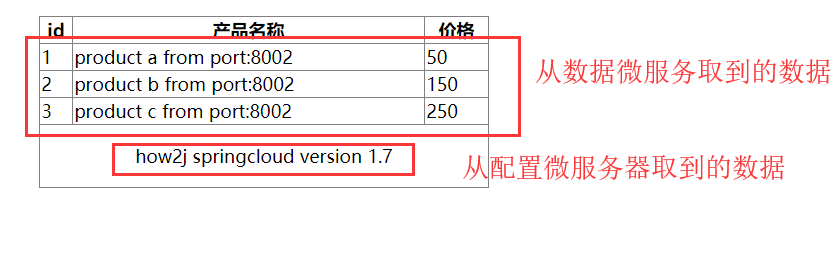 id 产品名称 价格
1 product a from port:8002 50
2 product b from port:8002 150
3 product c from port:8002 250
从数据微服务取到的数据
how2j springcloud version 1.7
从配置微服务器取到的数据